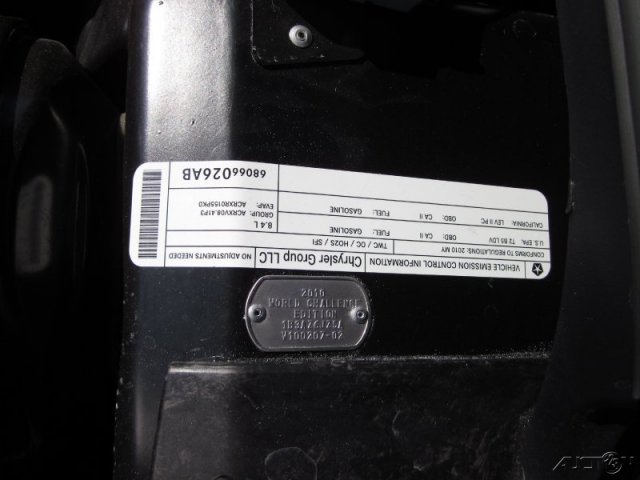 VEHICLE EMISSION CONTROL INFORMATION
Chrysler Group LLC
NO ADJUSTMENTS NEEDED
CONFORMS TO REGULATIONS: 2010 MY
TWC / OC / HO2S / SFI
8.4 L
U.S. EPA: T2 B5 LDV
OBD: CA II
FUEL: GASOLINE
GROUP: ACRXV08.41P3
CALIFORNIA: LEV II PC
OBD: CA II
FUEL: GASOLINE
EVAP: ACRXR0155PK0
68066026AB
2010
WORLD CHALLENGE
EDITION
1B3AZ6JZ5A
V100207-02